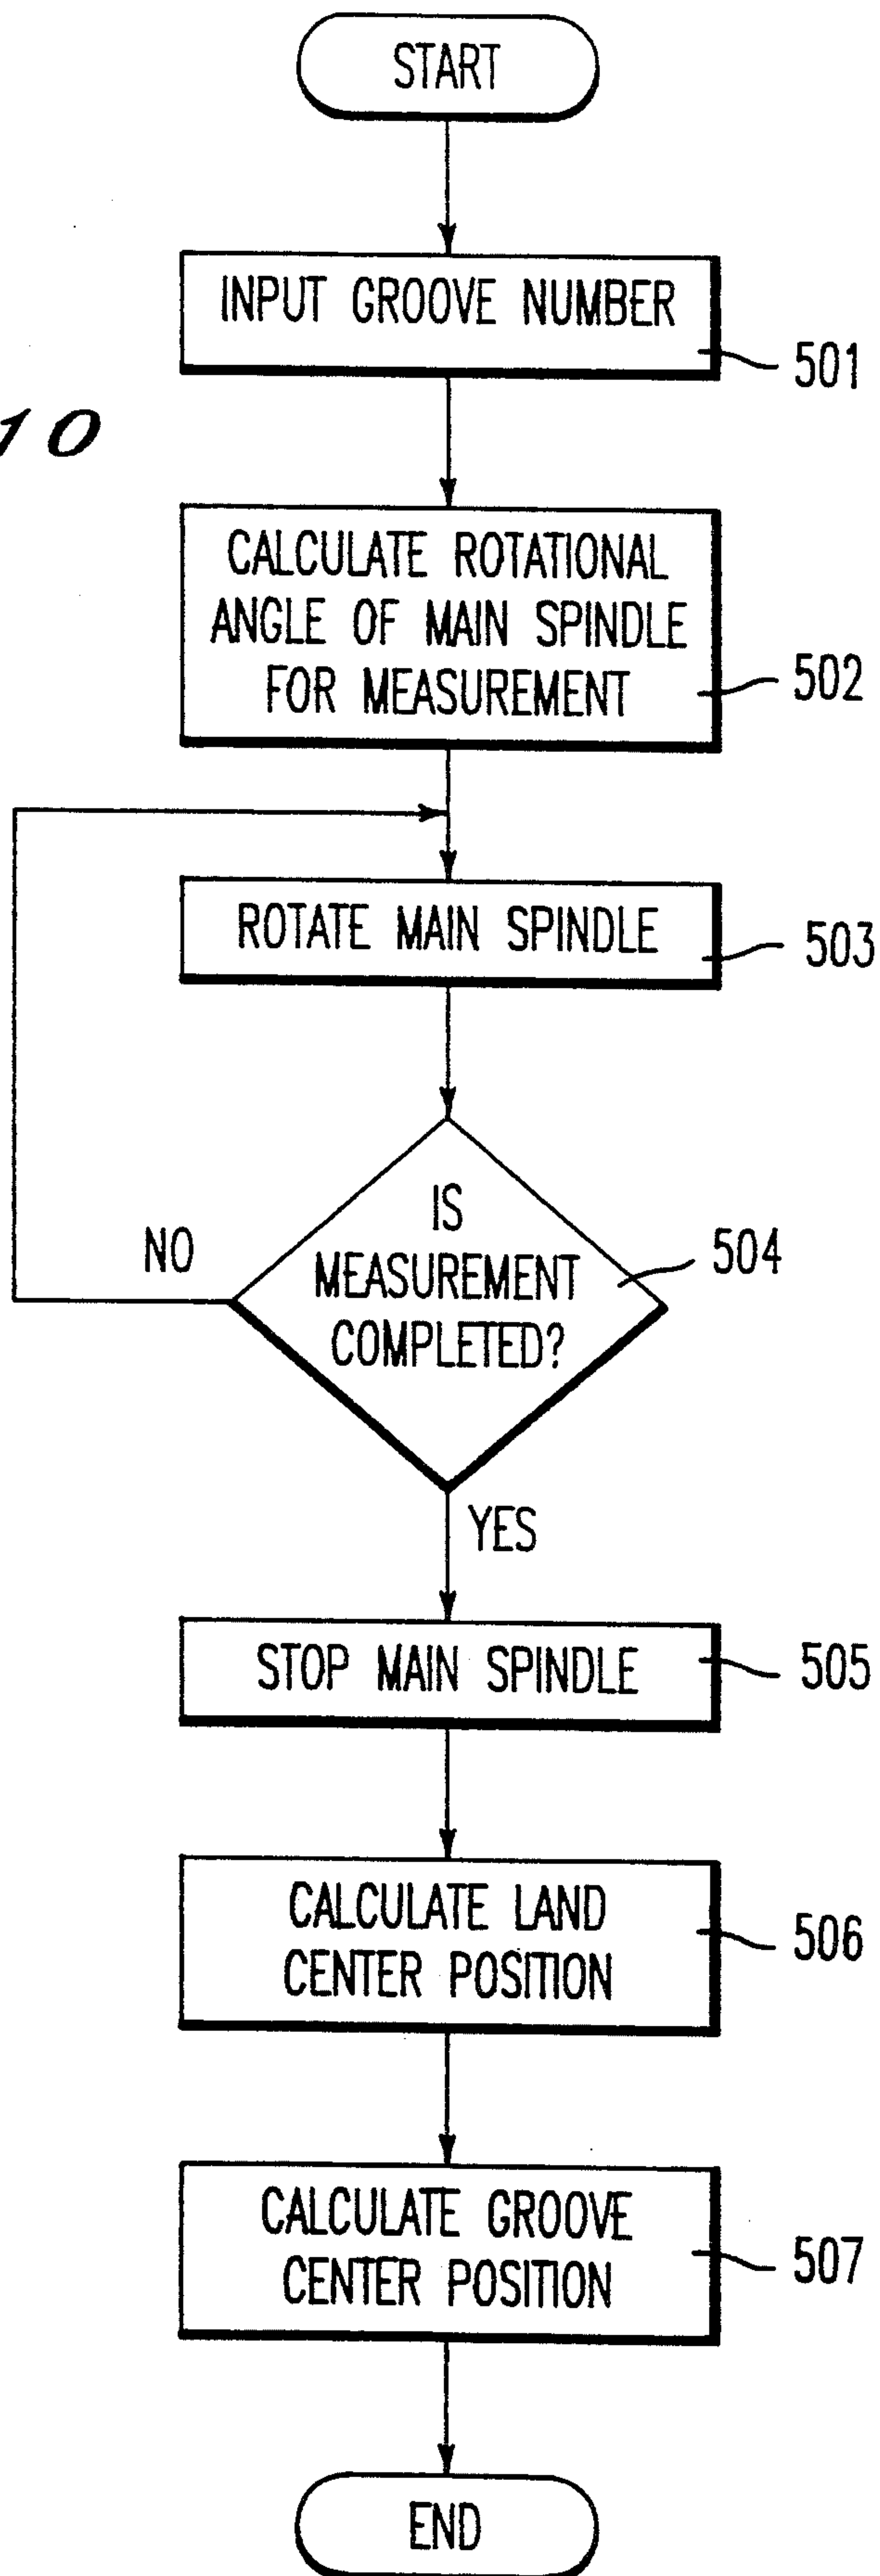 START
INPUT GROOVE NUMBER
501
10
CALCULATE ROTATIONAL
ANGLE OF MAIN SPINDLE
FOR MEASUREMENT
502
ROTATE MAIN SPINDLE
503
NO
IS
MEASUREMENT
COMPLETED?
504
YES
STOP MAIN SPINDLE
505
CALCULATE LAND
CENTER POSITION
506
CALCULATE GROOVE
CENTER POSITION
507
END